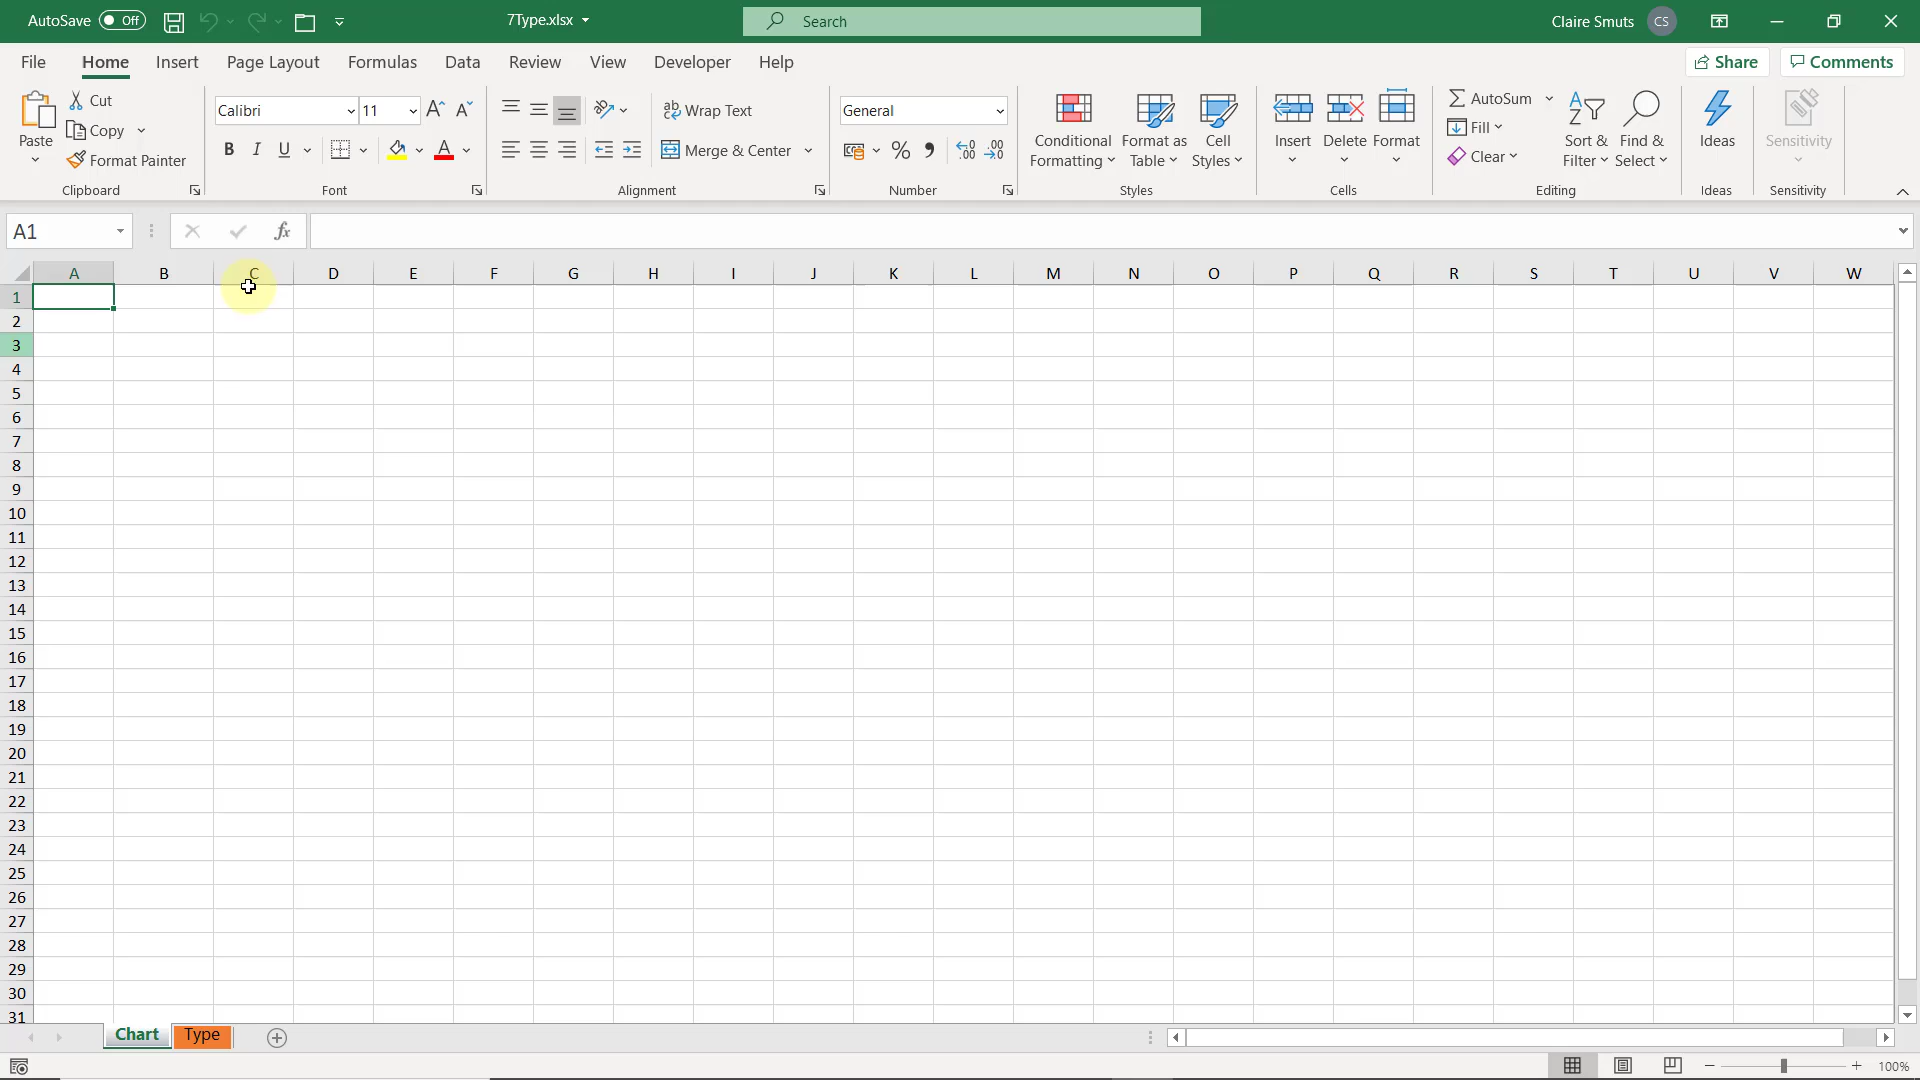 AutoSave Off 7Type.xlsx Search Claire Smuts CS
File Home Insert Page Layout Formulas Data Review View Developer Help Share Comments
Paste
Cut
Copy
Format Painter
Clipboard
Calibri 11
B I U A
Font
ab Wrap Text
Merge & Center
Alignment
General
% 9
Number
Conditional Formatting
Format as Table
Cell Styles
Styles
Insert
Delete
Format
Cells
AutoSum
Fill
Clear
Sort & Filter
Find & Select
Editing
Ideas
Ideas
Sensitivity
Sensitivity
A1 fx
A B C D E F G H I J K L M N O P Q R S T U V W
1
2
3
4
5
6
7
8
9
10
11
12
13
14
15
16
17
18
19
20
21
22
23
24
25
26
27
28
29
30
31
Chart Type
100%